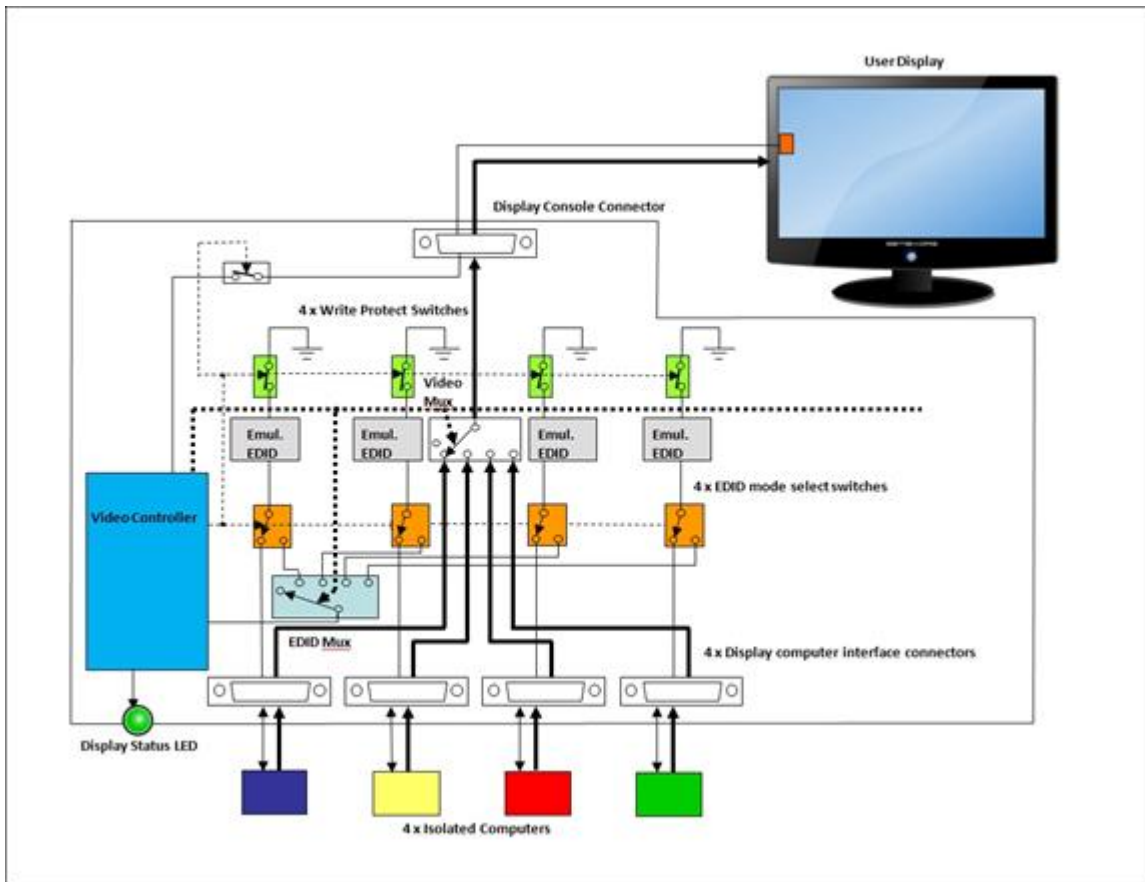 User Display
Display Console Connector
4 x Write Protect Switches
Video
Mux
Emul.
EDID
Emul.
EDID
Emul.
EDID
Emul.
EDID
4 x EDID mode select switches
Video Controller
EDID Mux
4 x Display computer interface connectors
Display Status LED
4 x Isolated Computers